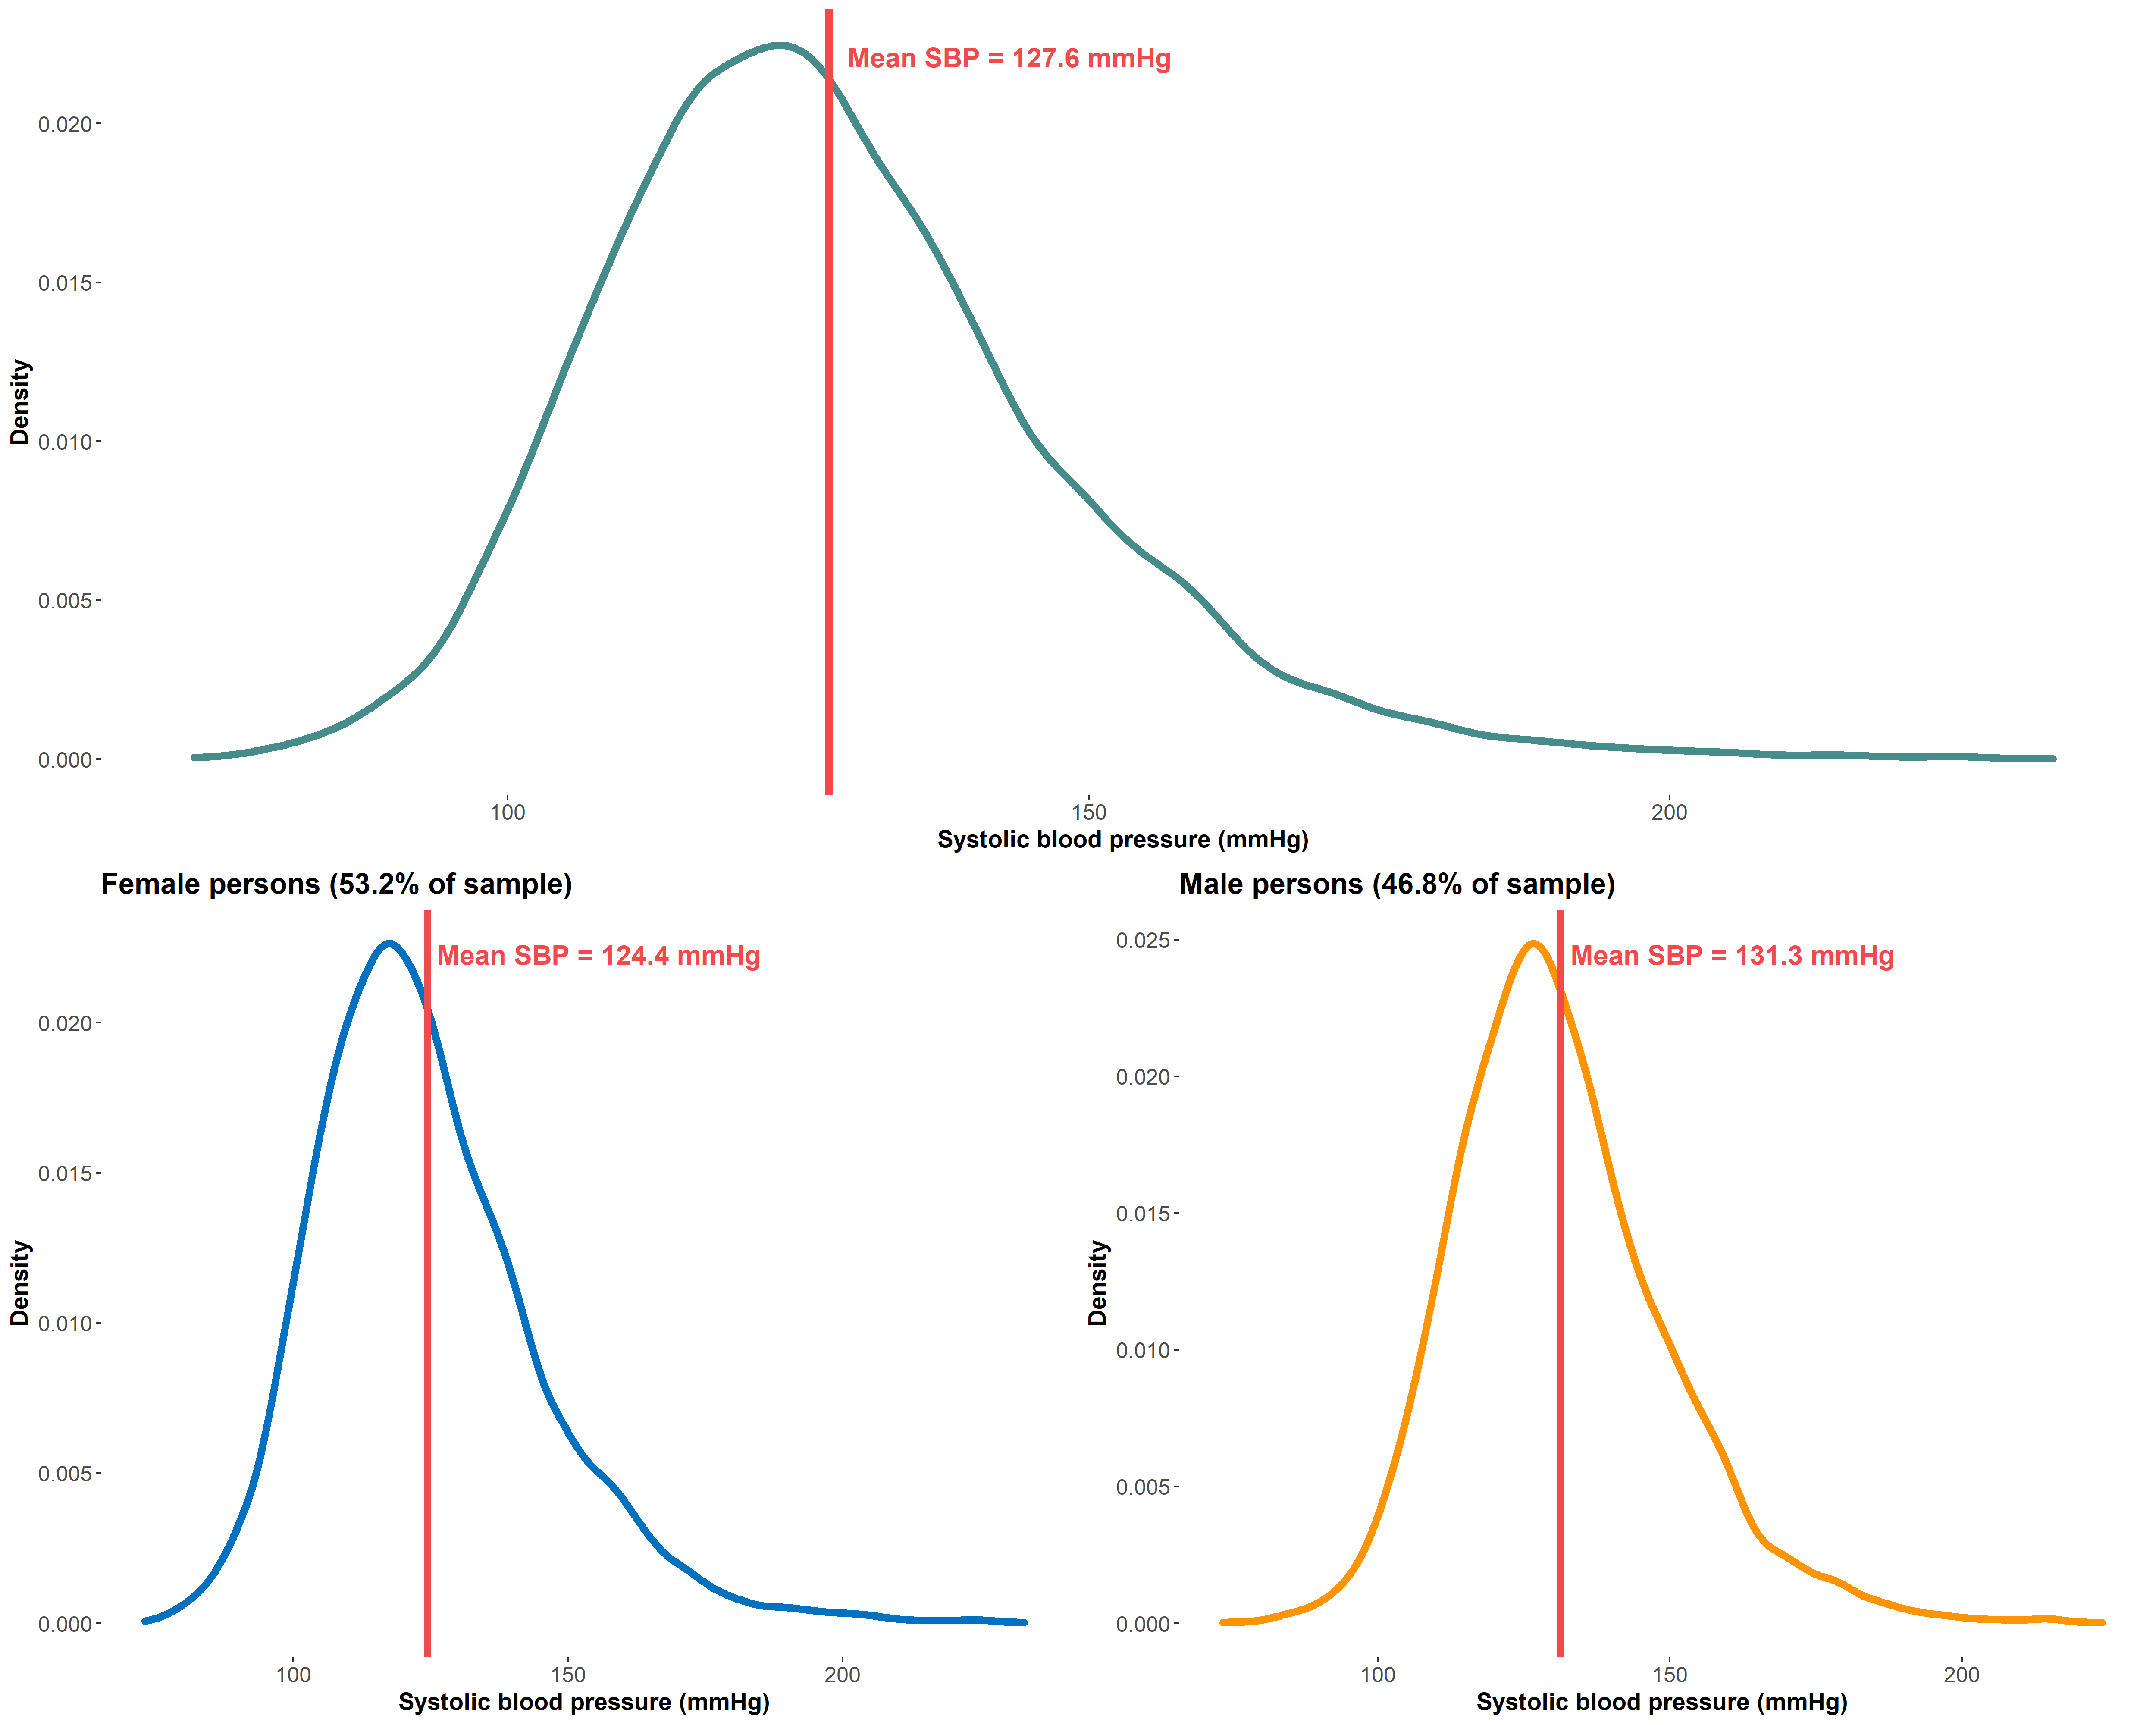 Mean SBP = 127.6 mmHg
0.020
0.015
0.010
0.005
0.000
Density
100 150 200
Systolic blood pressure (mmHg)
Female persons (53.2% of sample)
Mean SBP = 124.4 mmHg
0.020
0.015
0.010
0.005
0.000
Density
100 150 200
Systolic blood pressure (mmHg)
Male persons (46.8% of sample)
Mean SBP = 131.3 mmHg
0.025
0.020
0.015
0.010
0.005
0.000
Density
100 150 200
Systolic blood pressure (mmHg)